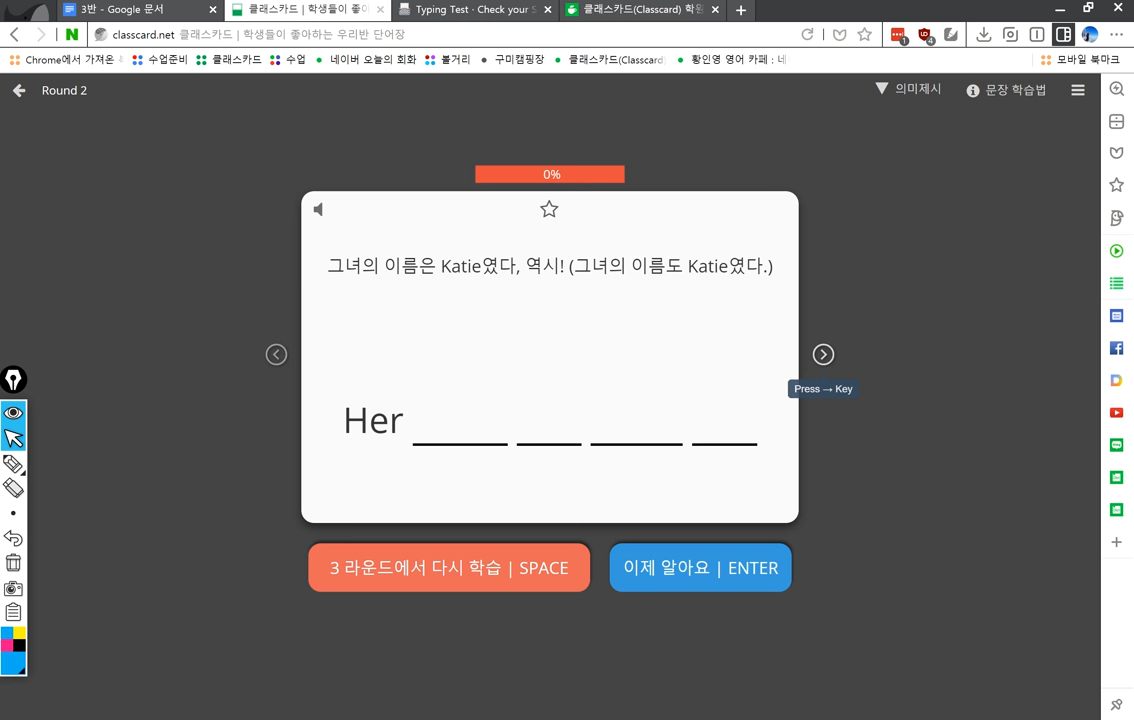 3반 - Google 문서
클래스카드 | 학생들이 좋아
Typing Test · Check your S
클래스카드(Classcard) 학원
classcard.net 클래스카드 | 학생들이 좋아하는 우리반 단어장
Chrome에서 가져온
수업준비
클래스카드
수업
네이버 오늘의 회화
볼거리
구미캠핑장
클래스카드(Classcard)
황인영 영어 카페 : 네
모바일 북마크
Round 2
의미제시
문장 학습법
0%
그녀의 이름은 Katie였다, 역시! (그녀의 이름도 Katie였다.)
Press → Key
Her
3 라운드에서 다시 학습 | SPACE
이제 알아요 | ENTER